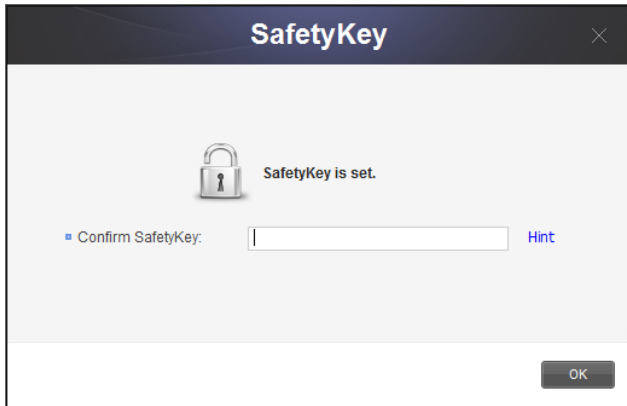 SafetyKey
SafetyKey is set.
Confirm SafetyKey:
Hint
OK